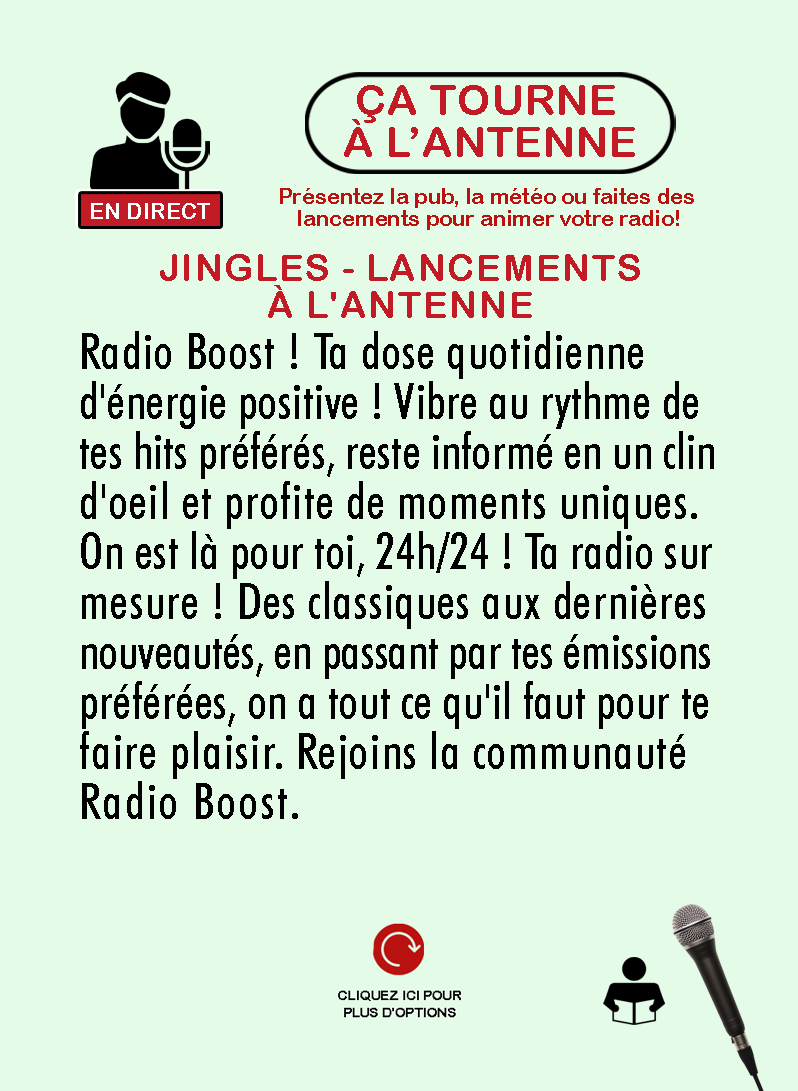 ÇA TOURNE
À L’ANTENNE
EN DIRECT
Présentez la pub, la météo ou faites des
lancements pour animer votre radio!
JINGLES - LANCEMENTS
À L'ANTENNE
Radio Boost ! Ta dose quotidienne
d'énergie positive ! Vibre au rythme de
tes hits préférés, reste informé en un clin
d'oeil et profite de moments uniques.
On est là pour toi, 24h/24 ! Ta radio sur
mesure ! Des classiques aux dernières
nouveautés, en passant par tes émissions
préférées, on a tout ce qu'il faut pour te
faire plaisir. Rejoins la communauté
Radio Boost.
CLIQUEZ ICI POUR
PLUS D'OPTIONS